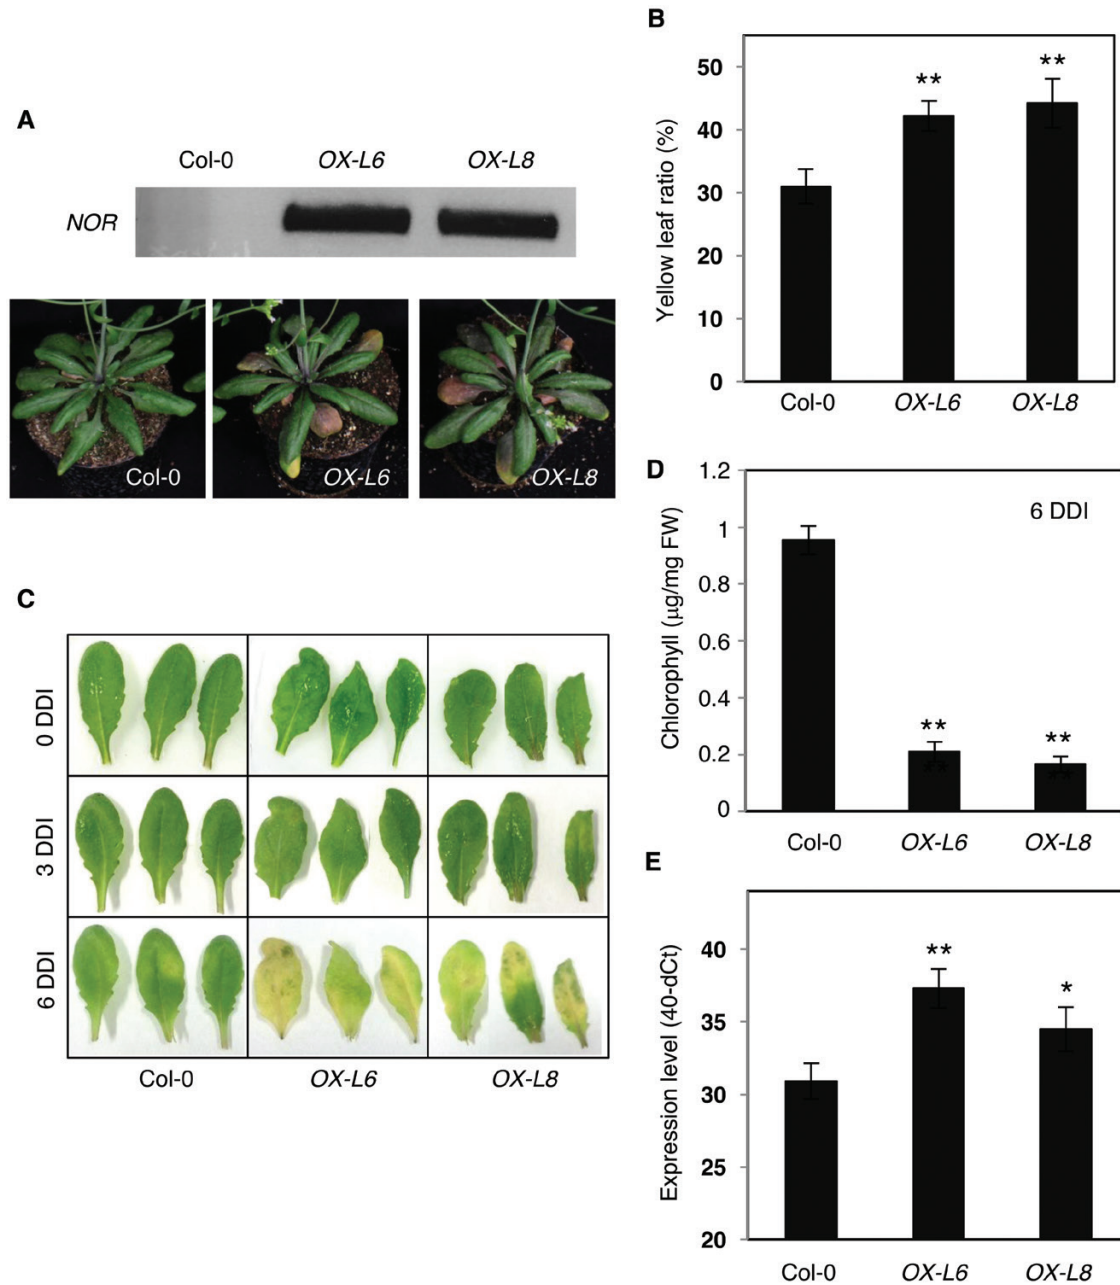 A
Col-0 OX-L6 OX-L8
NOR
Col-0
OX-L6
OX-L8
B
Yellow leaf ratio (%)
50
40
30
20
10
0
Col-0 OX-L6 OX-L8
** **
C
0 DDI
3 DDI
6 DDI
Col-0 OX-L6 OX-L8
D
Chlorophyll (µg/mg FW)
1.2
1
0.8
0.6
0.4
0.2
0
6 DDI
** **
Col-0 OX-L6 OX-L8
E
Expression level (40-dCt)
40
35
30
25
20
** *
Col-0 OX-L6 OX-L8